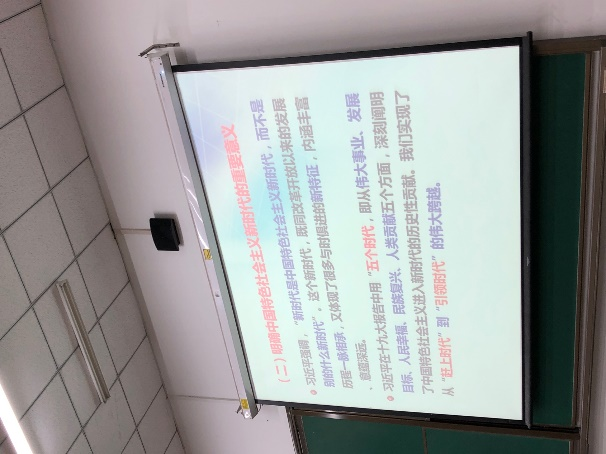 （二）明确中国特色社会主义新时代的重要意义
习近平强调，“新时代是中国特色社会主义新时代，而不是
别的什么新时代”。这个新时代，既同改革开放以来的发展
历程一脉相承，又体现了很多与时俱进的新特征，内涵丰富
、意蕴深远。
习近平在十九大报告中用“五个时代，即从伟大事业、发展
目标、人民幸福、民族复兴、人类贡献五个方面，深刻阐明
了中国特色社会主义进入新时代的历史性贡献。我们实现了
从“赶上时代”到“引领时代”的伟大跨越。